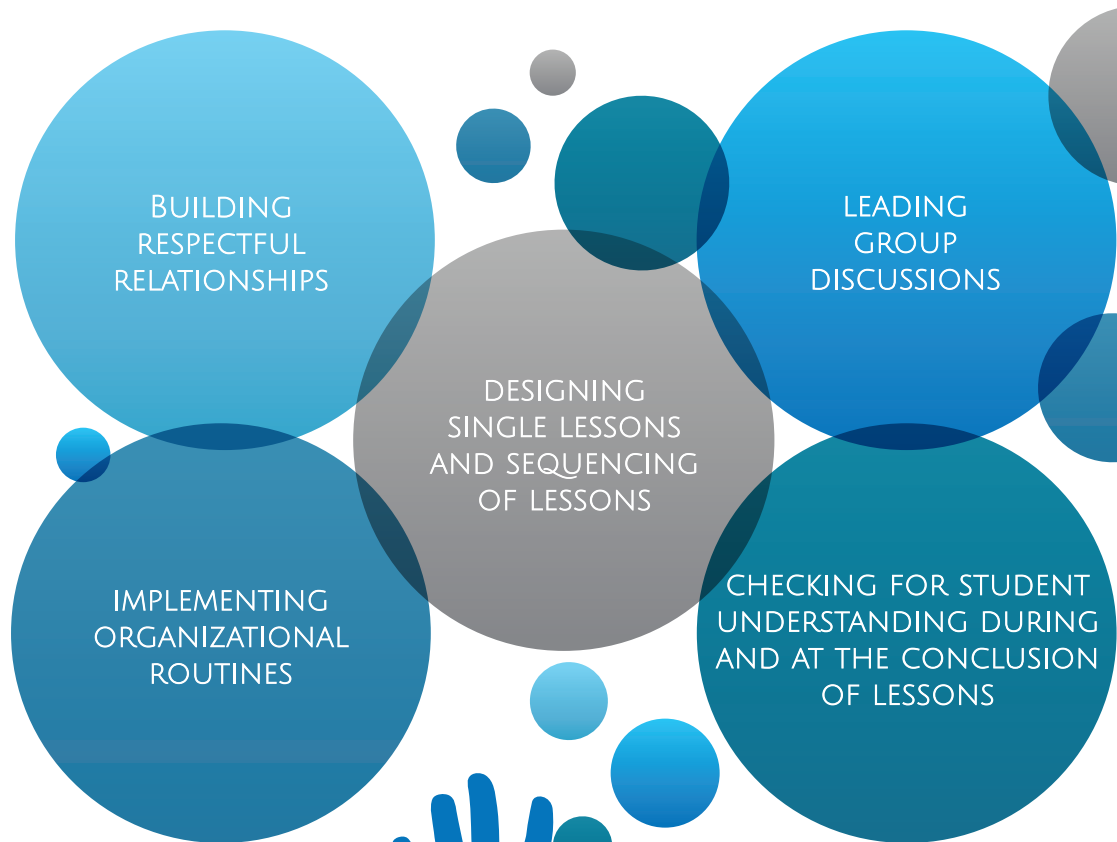 BUILDING
RESPECTFUL
RELATIONSHIPS
LEADING
GROUP
DISCUSSIONS
DESIGNING
SINGLE LESSONS
AND SEQUENCING
OF LESSONS
IMPLEMENTING
ORGANIZATIONAL
ROUTINES
CHECKING FOR STUDENT
UNDERSTANDING DURING
AND AT THE CONCLUSION
OF LESSONS